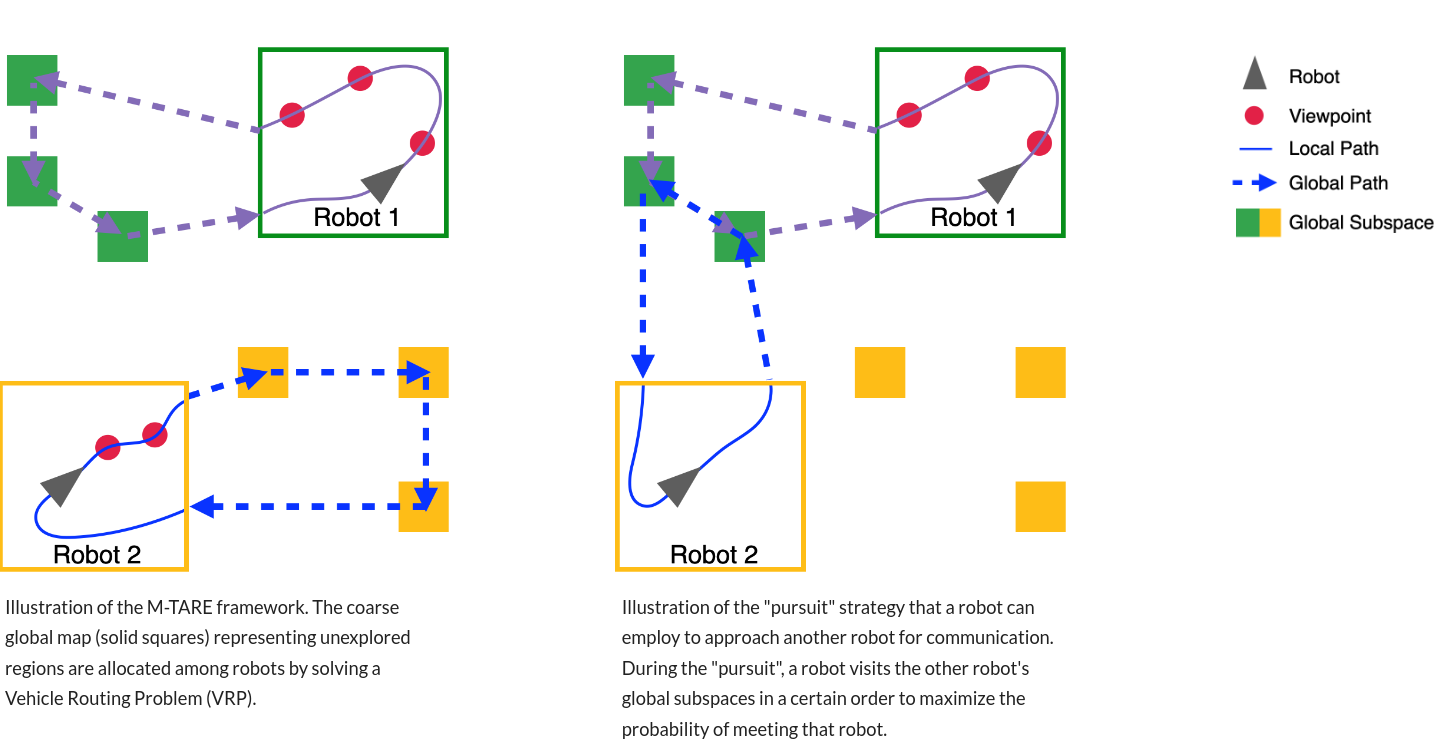 Robot 1
Robot 2
Illustration of the M-TARE framework. The coarse
global map (solid squares) representing unexplored
regions are allocated among robots by solving a
Vehicle Routing Problem (VRP).
Robot 1
Robot 2
Illustration of the "pursuit" strategy that a robot can
employ to approach another robot for communication.
During the "pursuit", a robot visits the other robot's
global subspaces in a certain order to maximize the
probability of meeting that robot.
Robot
Viewpoint
Local Path
Global Path
Global Subspace